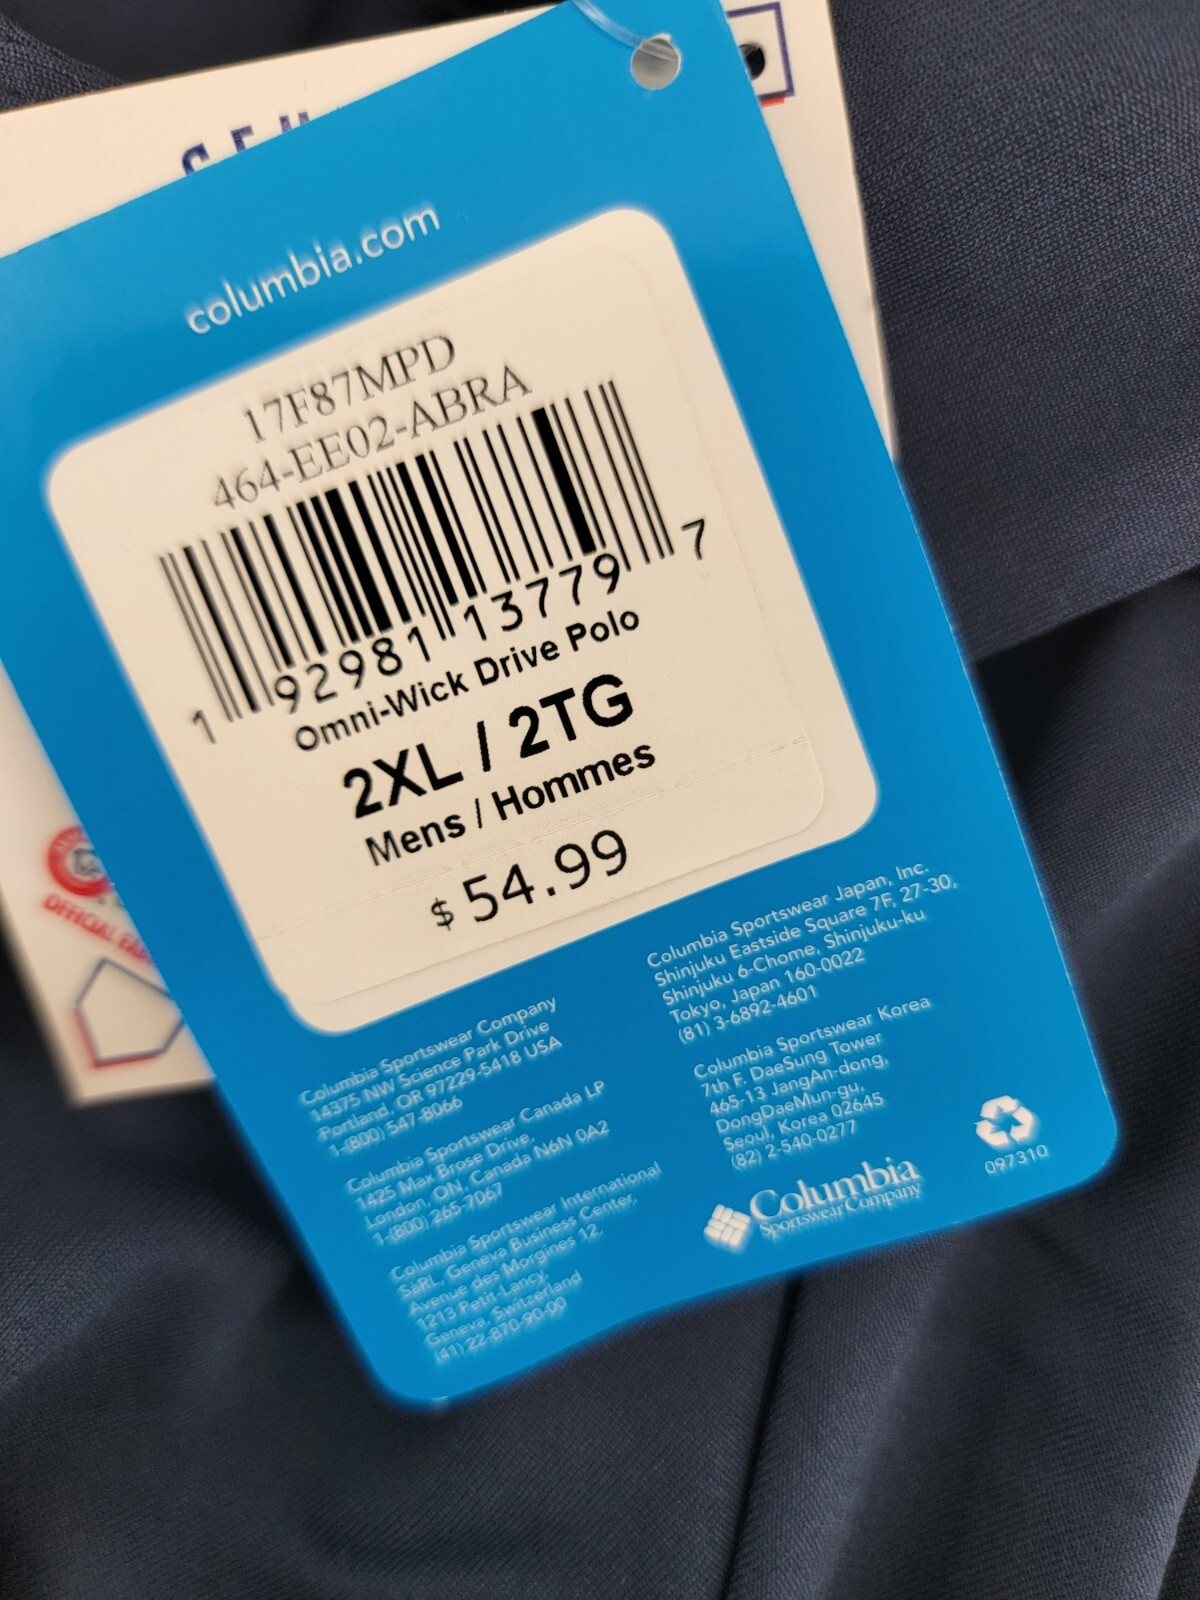 columbia.com
17F87MPD
464-EE02-ABRA
1 92981 13779 7
Omni-Wick Drive Polo
2XL / 2TG
Mens / Hommes
$ 54.99
Columbia Sportswear Company
14375 NW Science Park Drive
Portland, OR 97229-5418 USA
1-(800) 547-8066
Columbia Sportswear Canada LP
1425 Max Brose Drive,
London, ON, Canada N6N 0A2
1-(800) 265-7067
Columbia Sportswear International
SàRL, Geneva Business Center,
Avenue des Morgines 12,
1213 Petit-Lancy,
Geneva, Switzerland
(41) 22-870-90-00
Columbia Sportswear Japan, Inc.
Shinjuku Eastside Square 7F, 27-30,
Shinjuku 6-Chome, Shinjuku-ku
Tokyo, Japan 160-0022
(81) 3-6892-4601
Columbia Sportswear Korea
7th F. DaeSung Tower
465-13 JangAn-dong,
DongDaeMun-gu,
Seoul, Korea 02645
(82) 2-540-0277
Columbia
Sportswear Company
097310
OFFICIAL